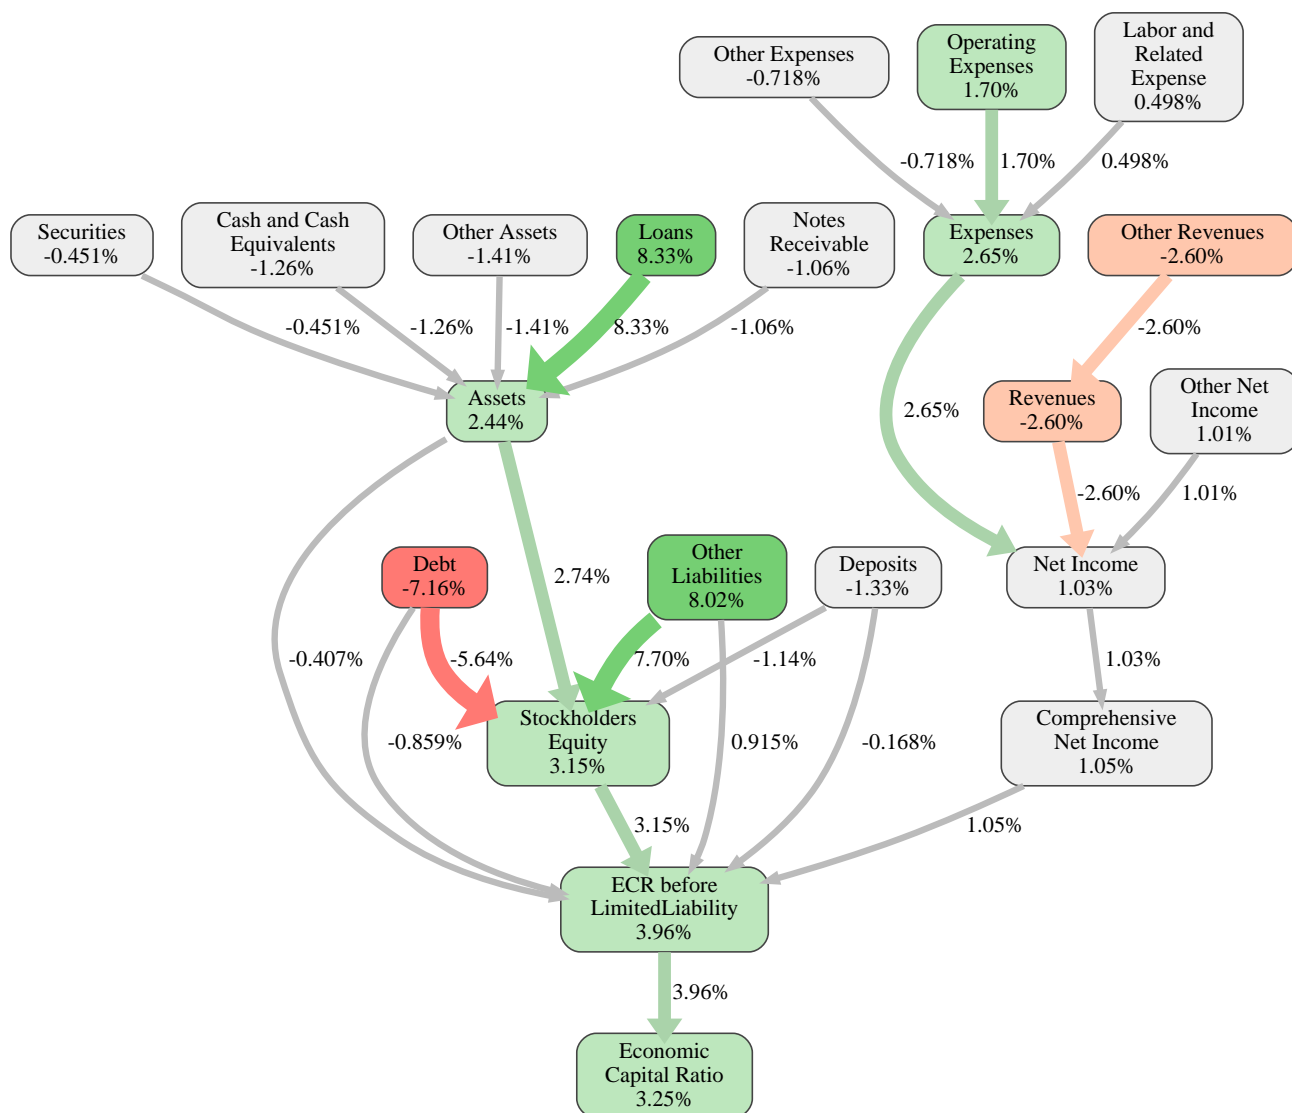 Other Expenses
-0.718%
Operating
Expenses
1.70%
Labor and
Related
Expense
0.498%
-0.718%
1.70%
0.498%
Securities
-0.451%
Cash and Cash
Equivalents
-1.26%
Other Assets
-1.41%
Loans
8.33%
Notes
Receivable
-1.06%
Expenses
2.65%
Other Revenues
-2.60%
-0.451%
-1.26%
-1.41%
8.33%
-1.06%
-2.60%
Assets
2.44%
2.65%
Revenues
-2.60%
Other Net
Income
1.01%
-2.60%
1.01%
Debt
-7.16%
2.74%
Other
Liabilities
8.02%
Deposits
-1.33%
Net Income
1.03%
-0.407%
-5.64%
7.70%
-1.14%
1.03%
-0.859%
Stockholders
Equity
3.15%
0.915%
-0.168%
Comprehensive
Net Income
1.05%
3.15%
1.05%
ECR before
LimitedLiability
3.96%
3.96%
Economic
Capital Ratio
3.25%